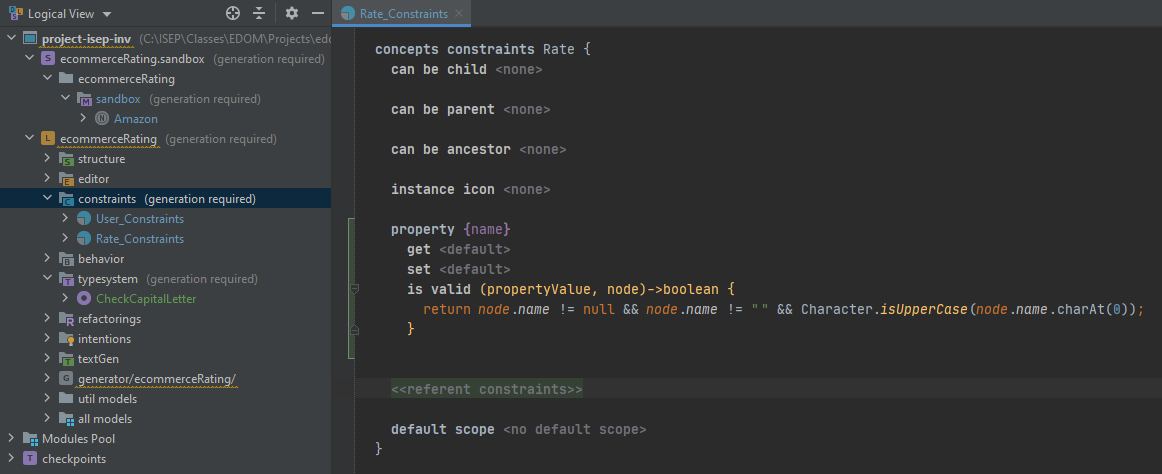 Logical View
project-isep-inv (C:\ISEP\Classes\EDOM\Projects\edo
S ecommerceRating.sandbox (generation required)
ecommerceRating
M sandbox (generation required)
N Amazon
L ecommerceRating (generation required)
S structure
E editor
C constraints (generation required)
User_Constraints
Rate_Constraints
B behavior
T typesystem (generation required)
CheckCapitalLetter
R refactorings
intentions
T textGen
G generator/ecommerceRating/
util models
all models
Modules Pool
T checkpoints
Rate_Constraints
concepts constraints Rate {
can be child <none>
can be parent <none>
can be ancestor <none>
instance icon <none>
property {name}
get <default>
set <default>
is valid (propertyValue, node)->boolean {
return node.name != null && node.name != "" && Character.isUpperCase(node.name.charAt(0));
}
<<referent constraints>>
default scope <no default scope>
}